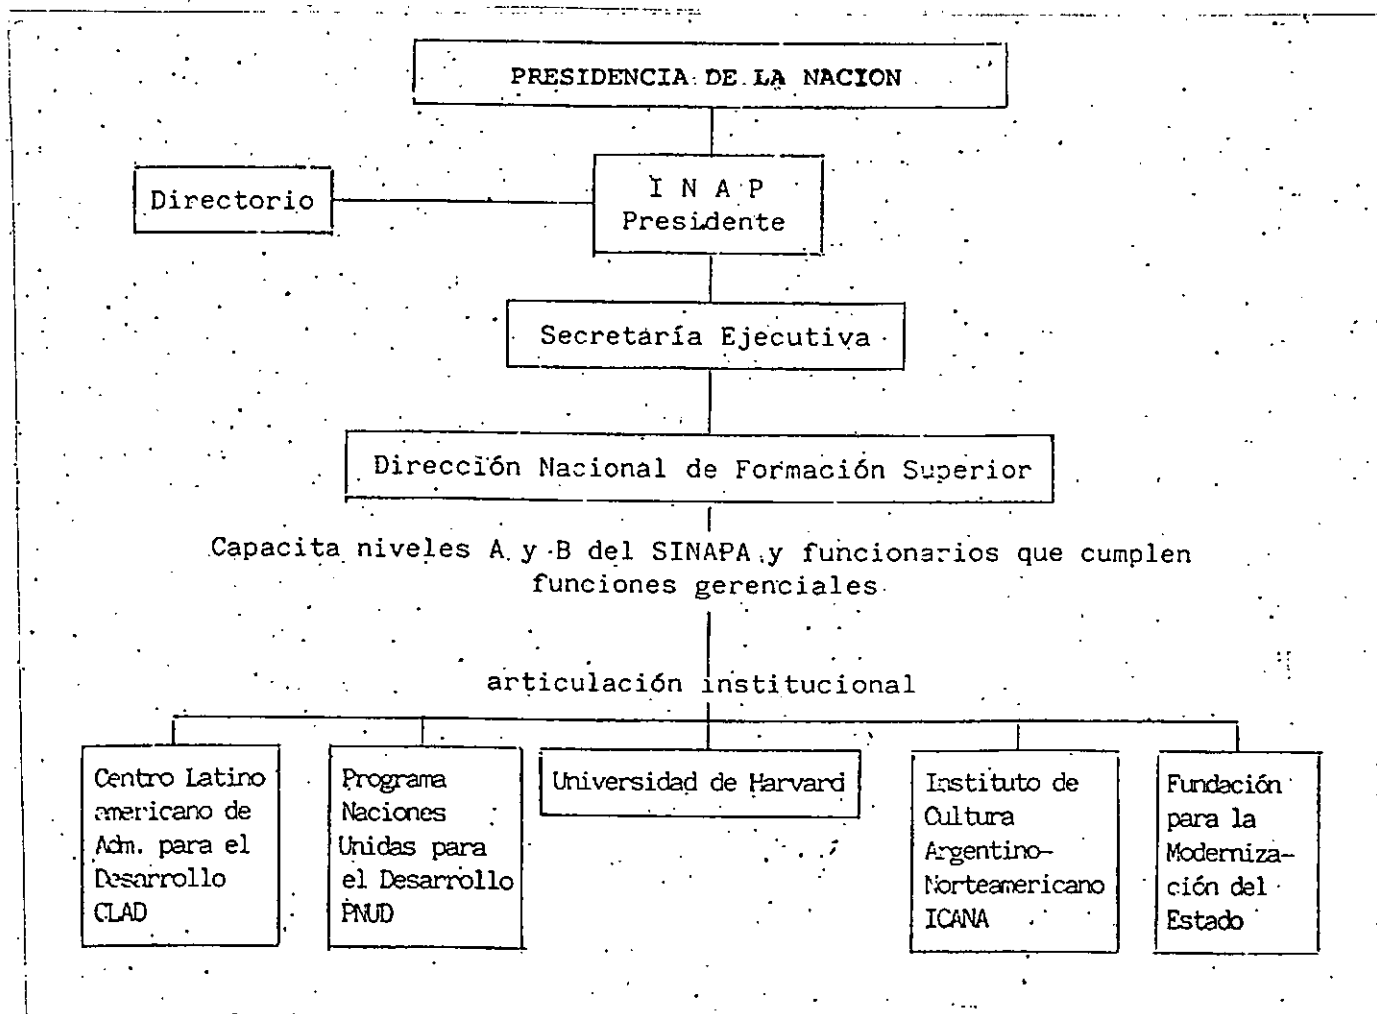 PRESIDENCIA DE LA NACION
Directorio
I N A P
Presidente
Secretaría Ejecutiva
Dirección Nacional de Formación Superior
Capacita niveles A y B del SINAPA y funcionarios que cumplen
funciones gerenciales
articulación institucional
Centro Latino
americano de
Adm. para el
Desarrollo
CLAD
Programa
Naciones
Unidas para
el Desarrollo
PNUD
Universidad de Harvard
Instituto de
Cultura
Argentino-
Norteamericano
ICANA
Fundación
para la
Moderniza-
ción del
Estado